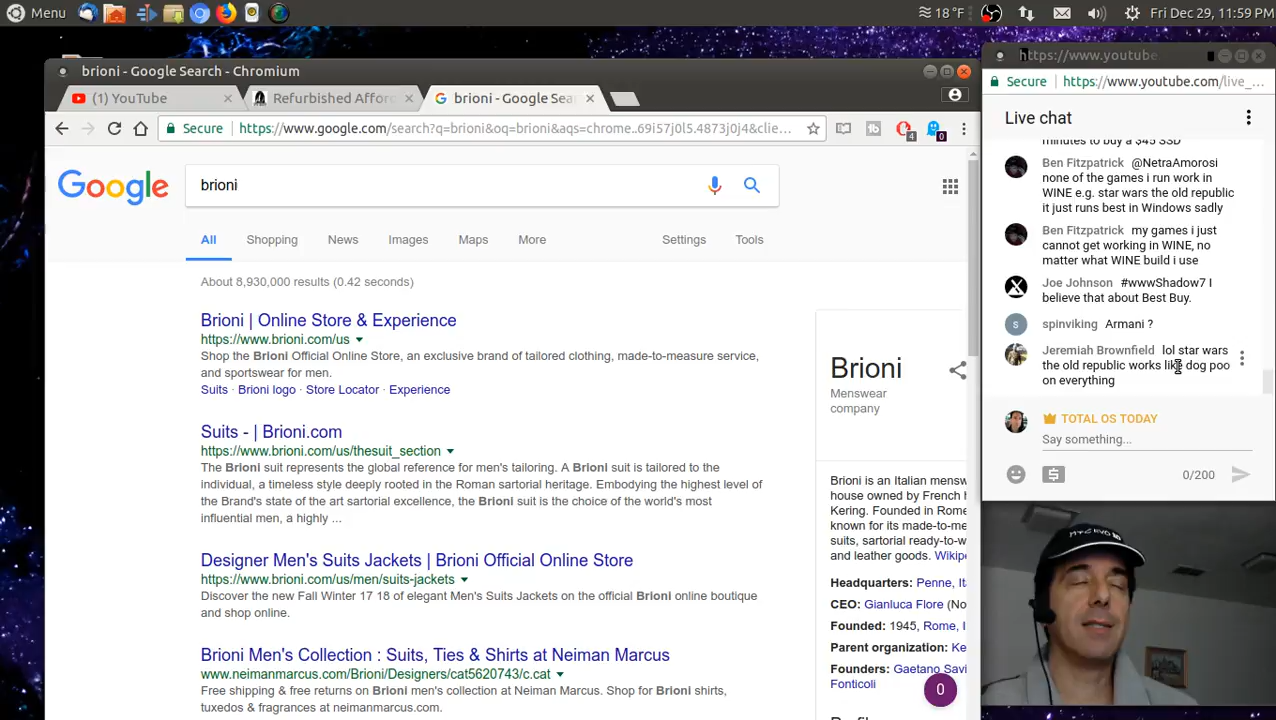 Menu
18 °F
Fri Dec 29, 11:59 PM
brioni - Google Search - Chromium
(1) YouTube
Refurbished Afford
brioni - Google Sear
Secure
https://www.google.com/search?q=brioni&oq=brioni&aqs=chrome..69i57j0l5.4873j0j4&clie...
4
0
Google
brioni
All
Shopping
News
Images
Maps
More
Settings
Tools
About 8,930,000 results (0.42 seconds)
Brioni | Online Store & Experience
https://www.brioni.com/us
Shop the Brioni Official Online Store, an exclusive brand of tailored clothing, made-to-measure service,
and sportswear for men.
Suits · Brioni logo · Store Locator · Experience
Suits - | Brioni.com
https://www.brioni.com/us/thesuit_section
The Brioni suit represents the global reference for men's tailoring. A Brioni suit is tailored to the
individual, a timeless style deeply rooted in the Roman sartorial heritage. Embodying the highest level of
the Brand's state of the art sartorial excellence, the Brioni suit is the choice of the world's most
influential men, a highly ...
Designer Men's Suits Jackets | Brioni Official Online Store
https://www.brioni.com/us/men/suits-jackets
Discover the new Fall Winter 17 18 of elegant Men's Suits Jackets on the official Brioni online boutique
and shop online.
Brioni Men's Collection : Suits, Ties & Shirts at Neiman Marcus
www.neimanmarcus.com/Brioni/Designers/cat5620743/c.cat
Free shipping & free returns on Brioni men's collection at Neiman Marcus. Shop for Brioni shirts,
tuxedos & fragrances at neimanmarcus.com.
Brioni
Menswear
company
Brioni is an Italian mensw
house owned by French h
Kering. Founded in Rome
known for its made-to-me
suits, sartorial ready-to-w
and leather goods. Wikipe
Headquarters: Penne, Ita
CEO: Gianluca Flore (No
Founded: 1945, Rome, I
Parent organization: Ke
Founders: Gaetano Savi
Fonticoli
0
https://www.youtube.
Secure
https://www.youtube.com/live_...
Live chat
minutes to buy a $45 SSD
Ben Fitzpatrick @NetraAmorosi
none of the games i run work in
WINE e.g. star wars the old republic
it just runs best in Windows sadly
Ben Fitzpatrick my games i just
cannot get working in WINE, no
matter what WINE build i use
Joe Johnson #wwwShadow7 I
believe that about Best Buy.
s
spinviking Armani ?
Jeremiah Brownfield lol star wars
the old republic works like dog poo
on everything
TOTAL OS TODAY
Say something...
0/200